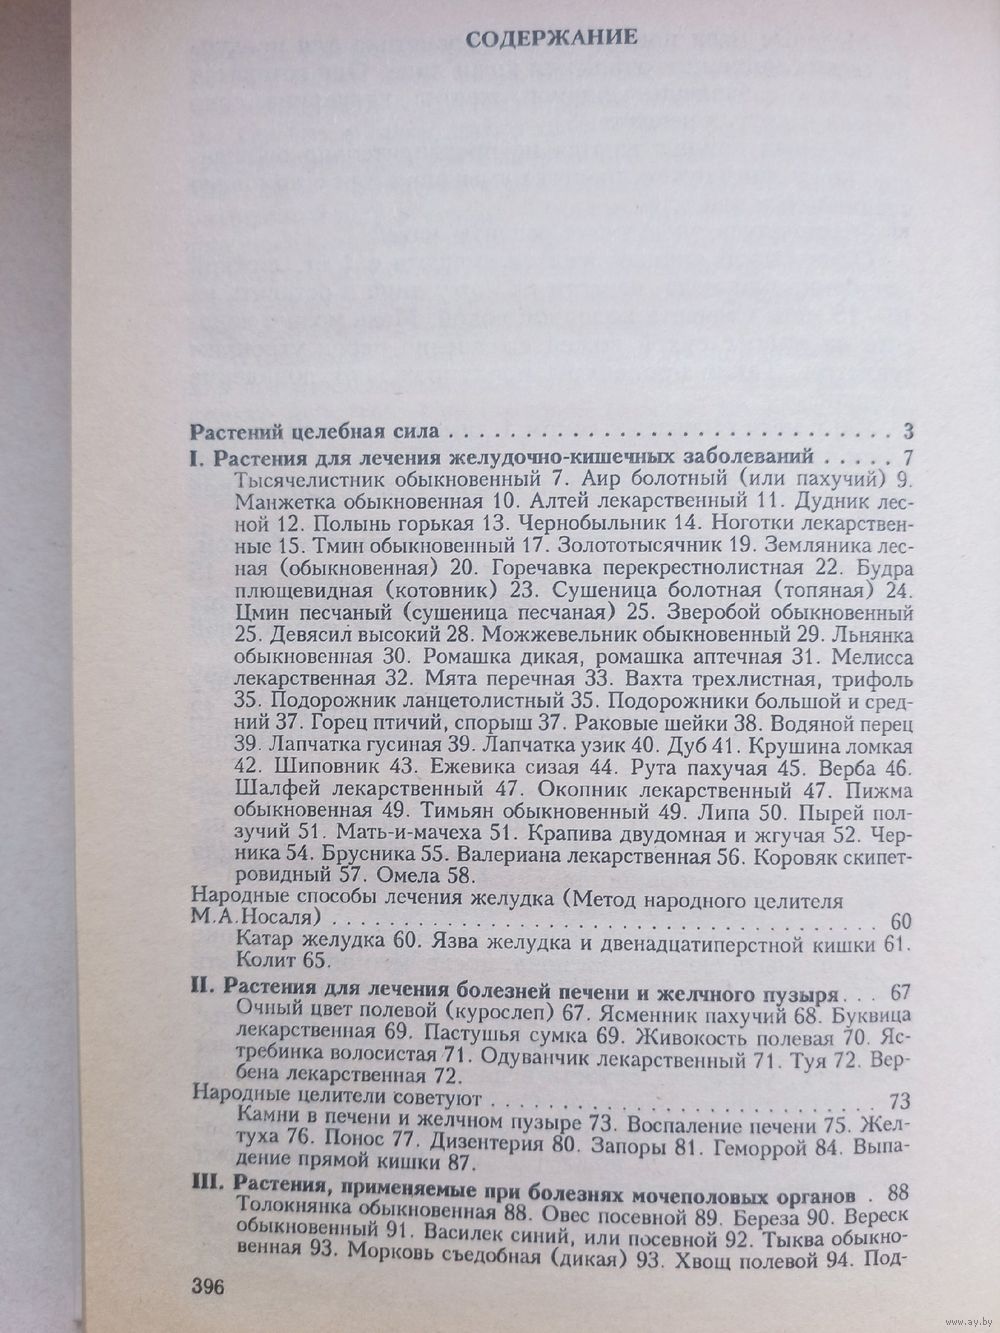 СОДЕРЖАНИЕ
Растений целебная сила . . . . . . . . . . . . . . . . . . . . . . . . . . . . 3
I. Растения для лечения желудочно-кишечных заболеваний . . . . . 7
Тысячелистник обыкновенный 7. Аир болотный (или пахучий) 9.
Манжетка обыкновенная 10. Алтей лекарственный 11. Дудник лес-
ной 12. Полынь горькая 13. Чернобыльник 14. Ноготки лекарствен-
ные 15. Тмин обыкновенный 17. Золототысячник 19. Земляника лес-
ная (обыкновенная) 20. Горечавка перекрестнолистная 22. Будра
плющевидная (котовник) 23. Сушеница болотная (топяная) 24.
Цмин песчаный (сушеница песчаная) 25. Зверобой обыкновенный
25. Девясил высокий 28. Можжевельник обыкновенный 29. Льнянка
обыкновенная 30. Ромашка дикая, ромашка аптечная 31. Мелисса
лекарственная 32. Мята перечная 33. Вахта трехлистная, трифоль
35. Подорожник ланцетолистный 35. Подорожники большой и сред-
ний 37. Горец птичий, спорыш 37. Раковые шейки 38. Водяной перец
39. Лапчатка гусиная 39. Лапчатка узик 40. Дуб 41. Крушина ломкая
42. Шиповник 43. Ежевика сизая 44. Рута пахучая 45. Верба 46.
Шалфей лекарственный 47. Окопник лекарственный 47. Пижма
обыкновенная 49. Тимьян обыкновенный 49. Липа 50. Пырей пол-
зучий 51. Мать-и-мачеха 51. Крапива двудомная и жгучая 52. Чер-
ника 54. Брусника 55. Валериана лекарственная 56. Коровяк скипет-
ровидный 57. Омела 58.
Народные способы лечения желудка (Метод народного целителя
М.А.Носаля) . . . . . . . . . . . . . . . . . . . . . . . . . . . . . . . . . . 60
Катар желудка 60. Язва желудка и двенадцатиперстной кишки 61.
Колит 65.
II. Растения для лечения болезней печени и желчного пузыря . . . 67
Очный цвет полевой (курослеп) 67. Ясменник пахучий 68. Буквица
лекарственная 69. Пастушья сумка 69. Живокость полевая 70. Яс-
требинка волосистая 71. Одуванчик лекарственный 71. Туя 72. Вер-
бена лекарственная 72.
Народные целители советуют . . . . . . . . . . . . . . . . . . . . . . . . 73
Камни в печени и желчном пузыре 73. Воспаление печени 75. Жел-
туха 76. Понос 77. Дизентерия 80. Запоры 81. Геморрой 84. Выпа-
дение прямой кишки 87.
III. Растения, применяемые при болезнях мочеполовых органов . 88
Толокнянка обыкновенная 88. Овес посевной 89. Береза 90. Вереск
обыкновенный 91. Василек синий, или посевной 92. Тыква обыкно-
венная 93. Морковь съедобная (дикая) 93. Хвощ полевой 94. Под-
396
www.ay.by